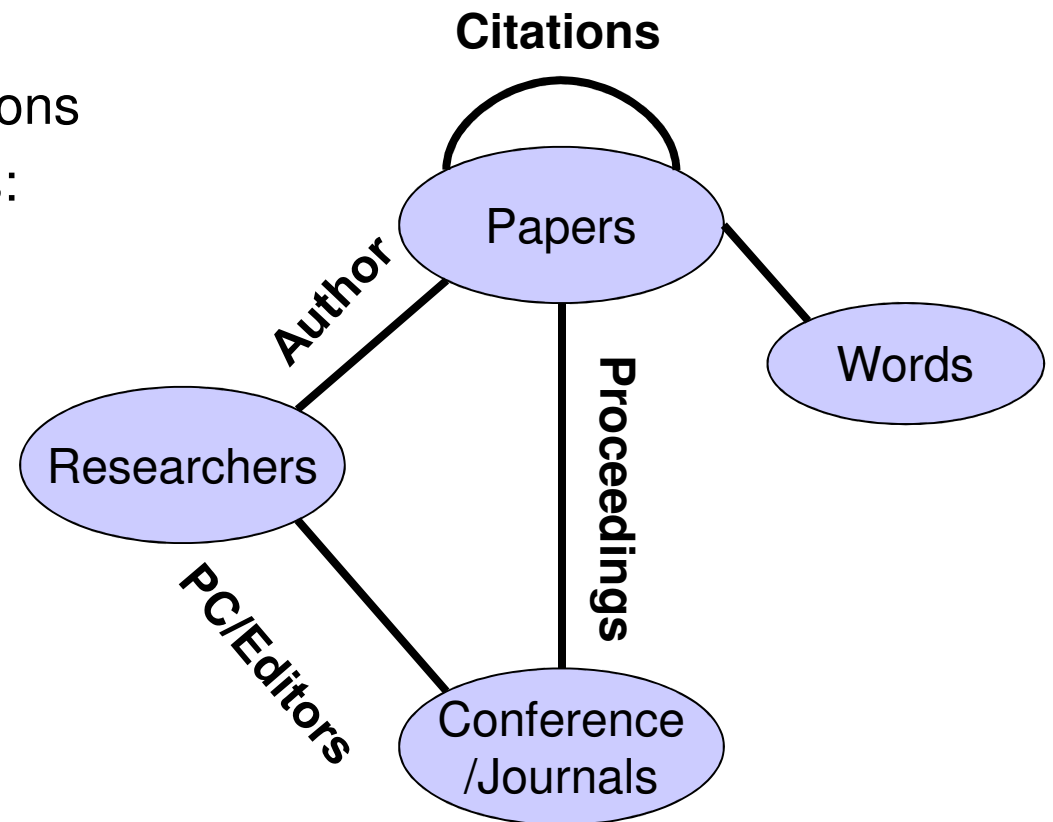 Citations
ons
:
Papers
Author
Words
Proceedings
Researchers
PC/Editors
Conference
/Journals